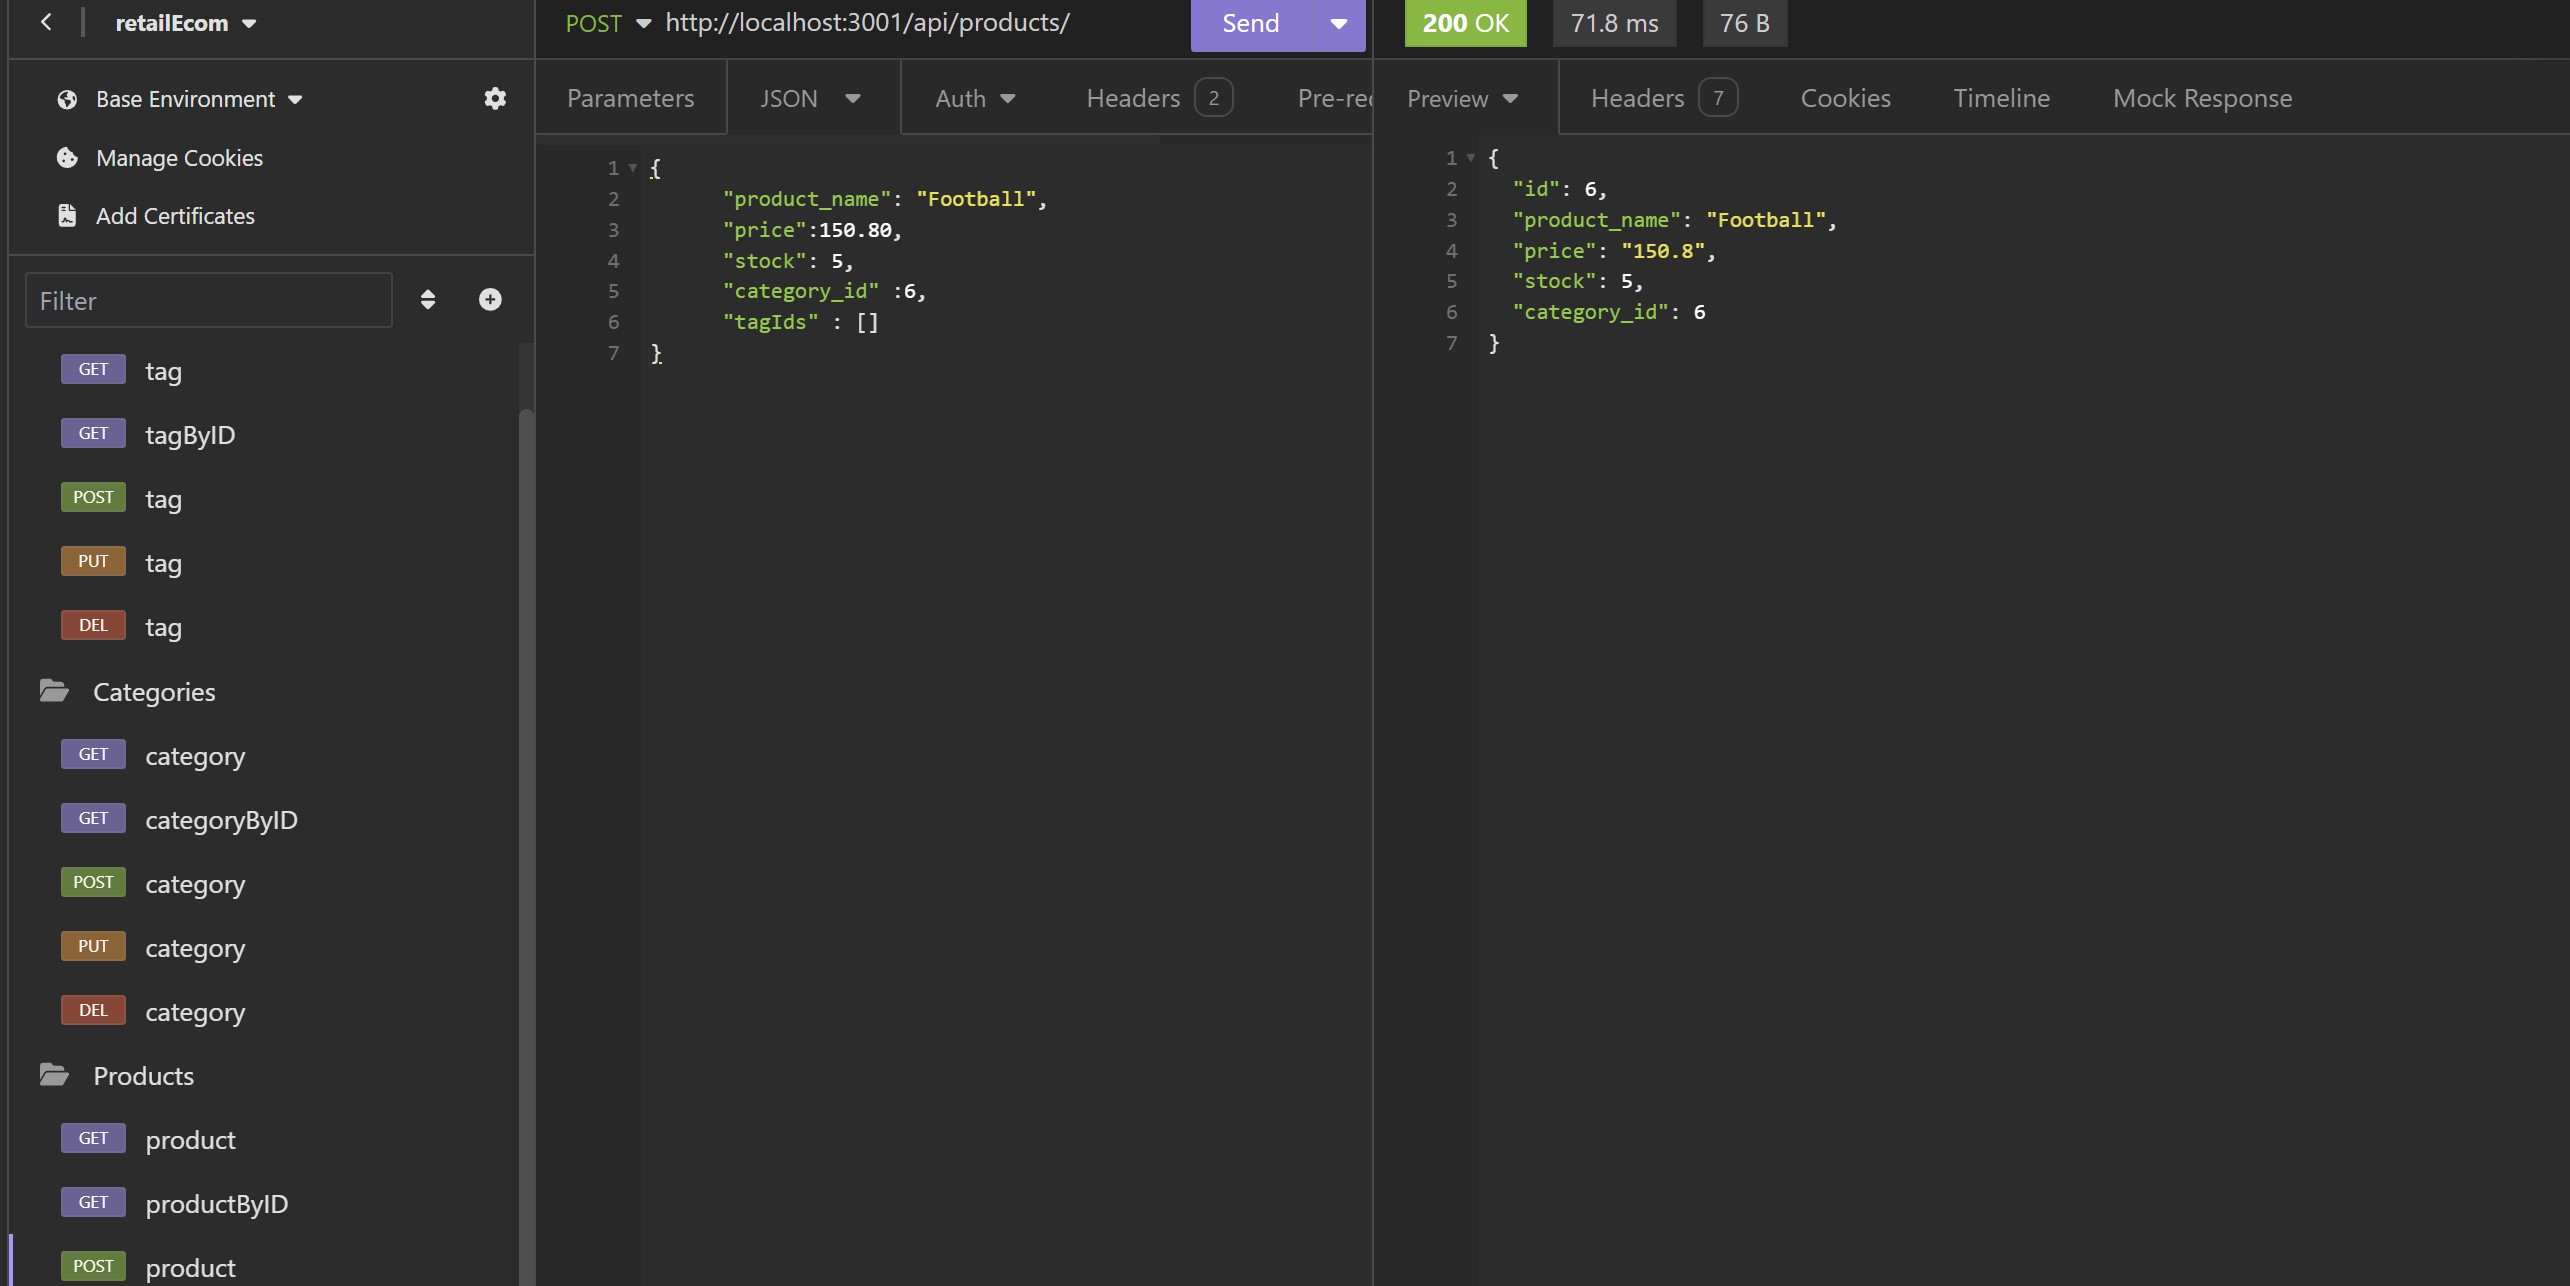 retailEcom
Base Environment
Manage Cookies
Add Certificates
Filter
GET tag
GET tagByID
POST tag
PUT tag
DEL tag
Categories
GET category
GET categoryByID
POST category
PUT category
DEL category
Products
GET product
GET productByID
POST product
POST http://localhost:3001/api/products/ Send
Parameters JSON Auth Headers 2 Pre-rec
1 {
2 "product_name": "Football",
3 "price":150.80,
4 "stock": 5,
5 "category_id" :6,
6 "tagIds" : []
7 }
200 OK 71.8 ms 76 B
Preview Headers 7 Cookies Timeline Mock Response
1 {
2 "id": 6,
3 "product_name": "Football",
4 "price": "150.8",
5 "stock": 5,
6 "category_id": 6
7 }